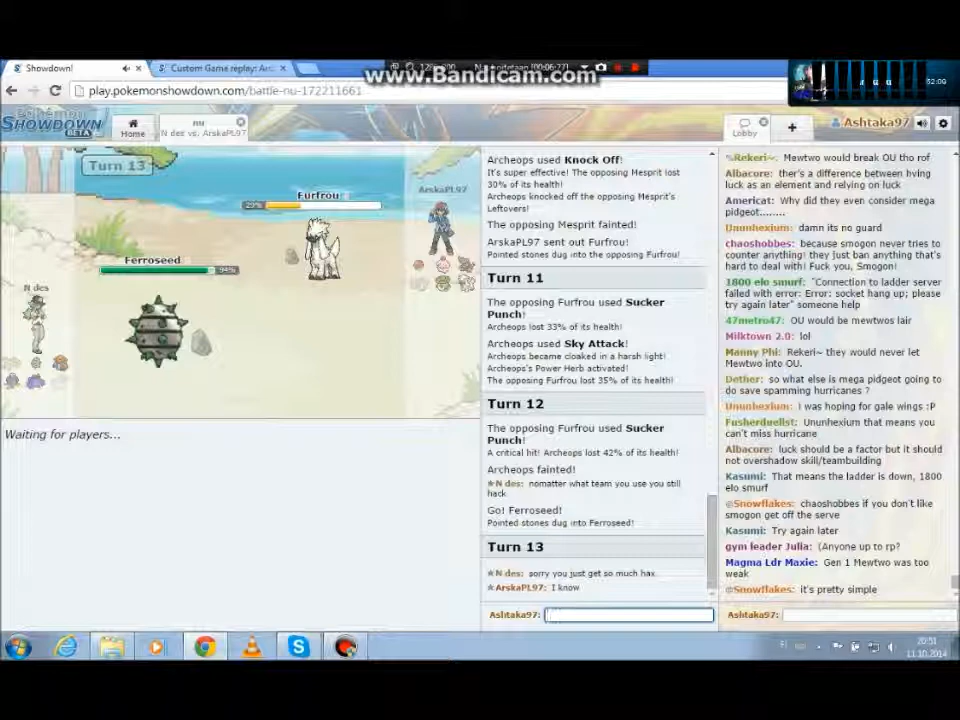 www.Bandicam.com
Showdown!
Custom Game replay: Ars
52:09
play.pokemonshowdown.com/battle-nu-172211661
SHOWDOWN
BETA
Home
nu
N des vs. ArskaPL97
Lobby
Ashtaka97
Turn 13
Furfrou
29%
ArskaPL97
Ferroseed
94%
N des
Waiting for players...
Archeops used Knock Off!
It's super effective! The opposing Mesprit lost
30% of its health!
Archeops knocked off the opposing Mesprit's
Leftovers!
The opposing Mesprit fainted!
ArskaPL97 sent out Furfrou!
Pointed stones dug into the opposing Furfrou!
Turn 11
The opposing Furfrou used Sucker
Punch!
Archeops lost 33% of its health!
Archeops used Sky Attack!
Archeops became cloaked in a harsh light!
Archeops's Power Herb activated!
The opposing Furfrou lost 35% of its health!
Turn 12
The opposing Furfrou used Sucker
Punch!
A critical hit! Archeops lost 42% of its health!
Archeops fainted!
☆N des: nomatter what team you use you still
hack
Go! Ferroseed!
Pointed stones dug into Ferroseed!
Turn 13
☆N des: sorry you just get so much hax.
★ArskaPL97: I know
Ashtaka97:
%Rekeri~: Mewtwo would break OU tho rof
Albacore: ther's a difference between hving
luck as an element and relying on luck
Americat: Why did they even consider mega
pidgeot........
Ununhexium: damn its no guard
chaoshobbes: because smogon never tries to
counter anything! they just ban anything that's
hard to deal with! Fuck you, Smogon!
1800 elo smurf: "Connection to ladder server
failed with error: Error: socket hang up; please
try again later" someone help
47metro47: OU would be mewtwos lair
Milktown 2.0: lol
Manny Phi: Rekeri~ they would never let
Mewtwo into OU.
Dether: so what else is mega pidgeot going to
do save spamming hurricanes ?
Ununhexium: i was hoping for gale wings :P
Fusherduelist: Ununhexium that means you
can't miss hurricane
Albacore: luck should be a factor but it should
not overshadow skill/teambuilding
Kasumi: That means the ladder is down, 1800
elo smurf
@Snowflakes: chaoshobbes if you don't like
smogon get off the serve
Kasumi: Try again later
gym leader Julia: (Anyone up to rp?
Magma Ldr Maxie: Gen 1 Mewtwo was too
weak
@Snowflakes: it's pretty simple
Ashtaka97:
FI
20:51
11.10.2014